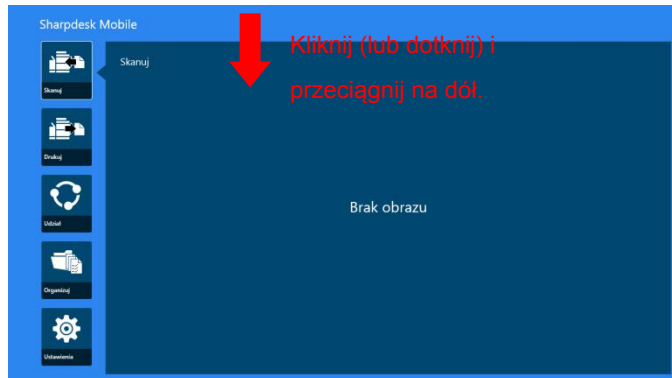 Sharpdesk Mobile
Kliknij (lub dotknij) i
przeciągnij na dół.
Skanuj
Skanuj
Drukuj
Udział
Organizuj
Ustawienia
Brak obrazu